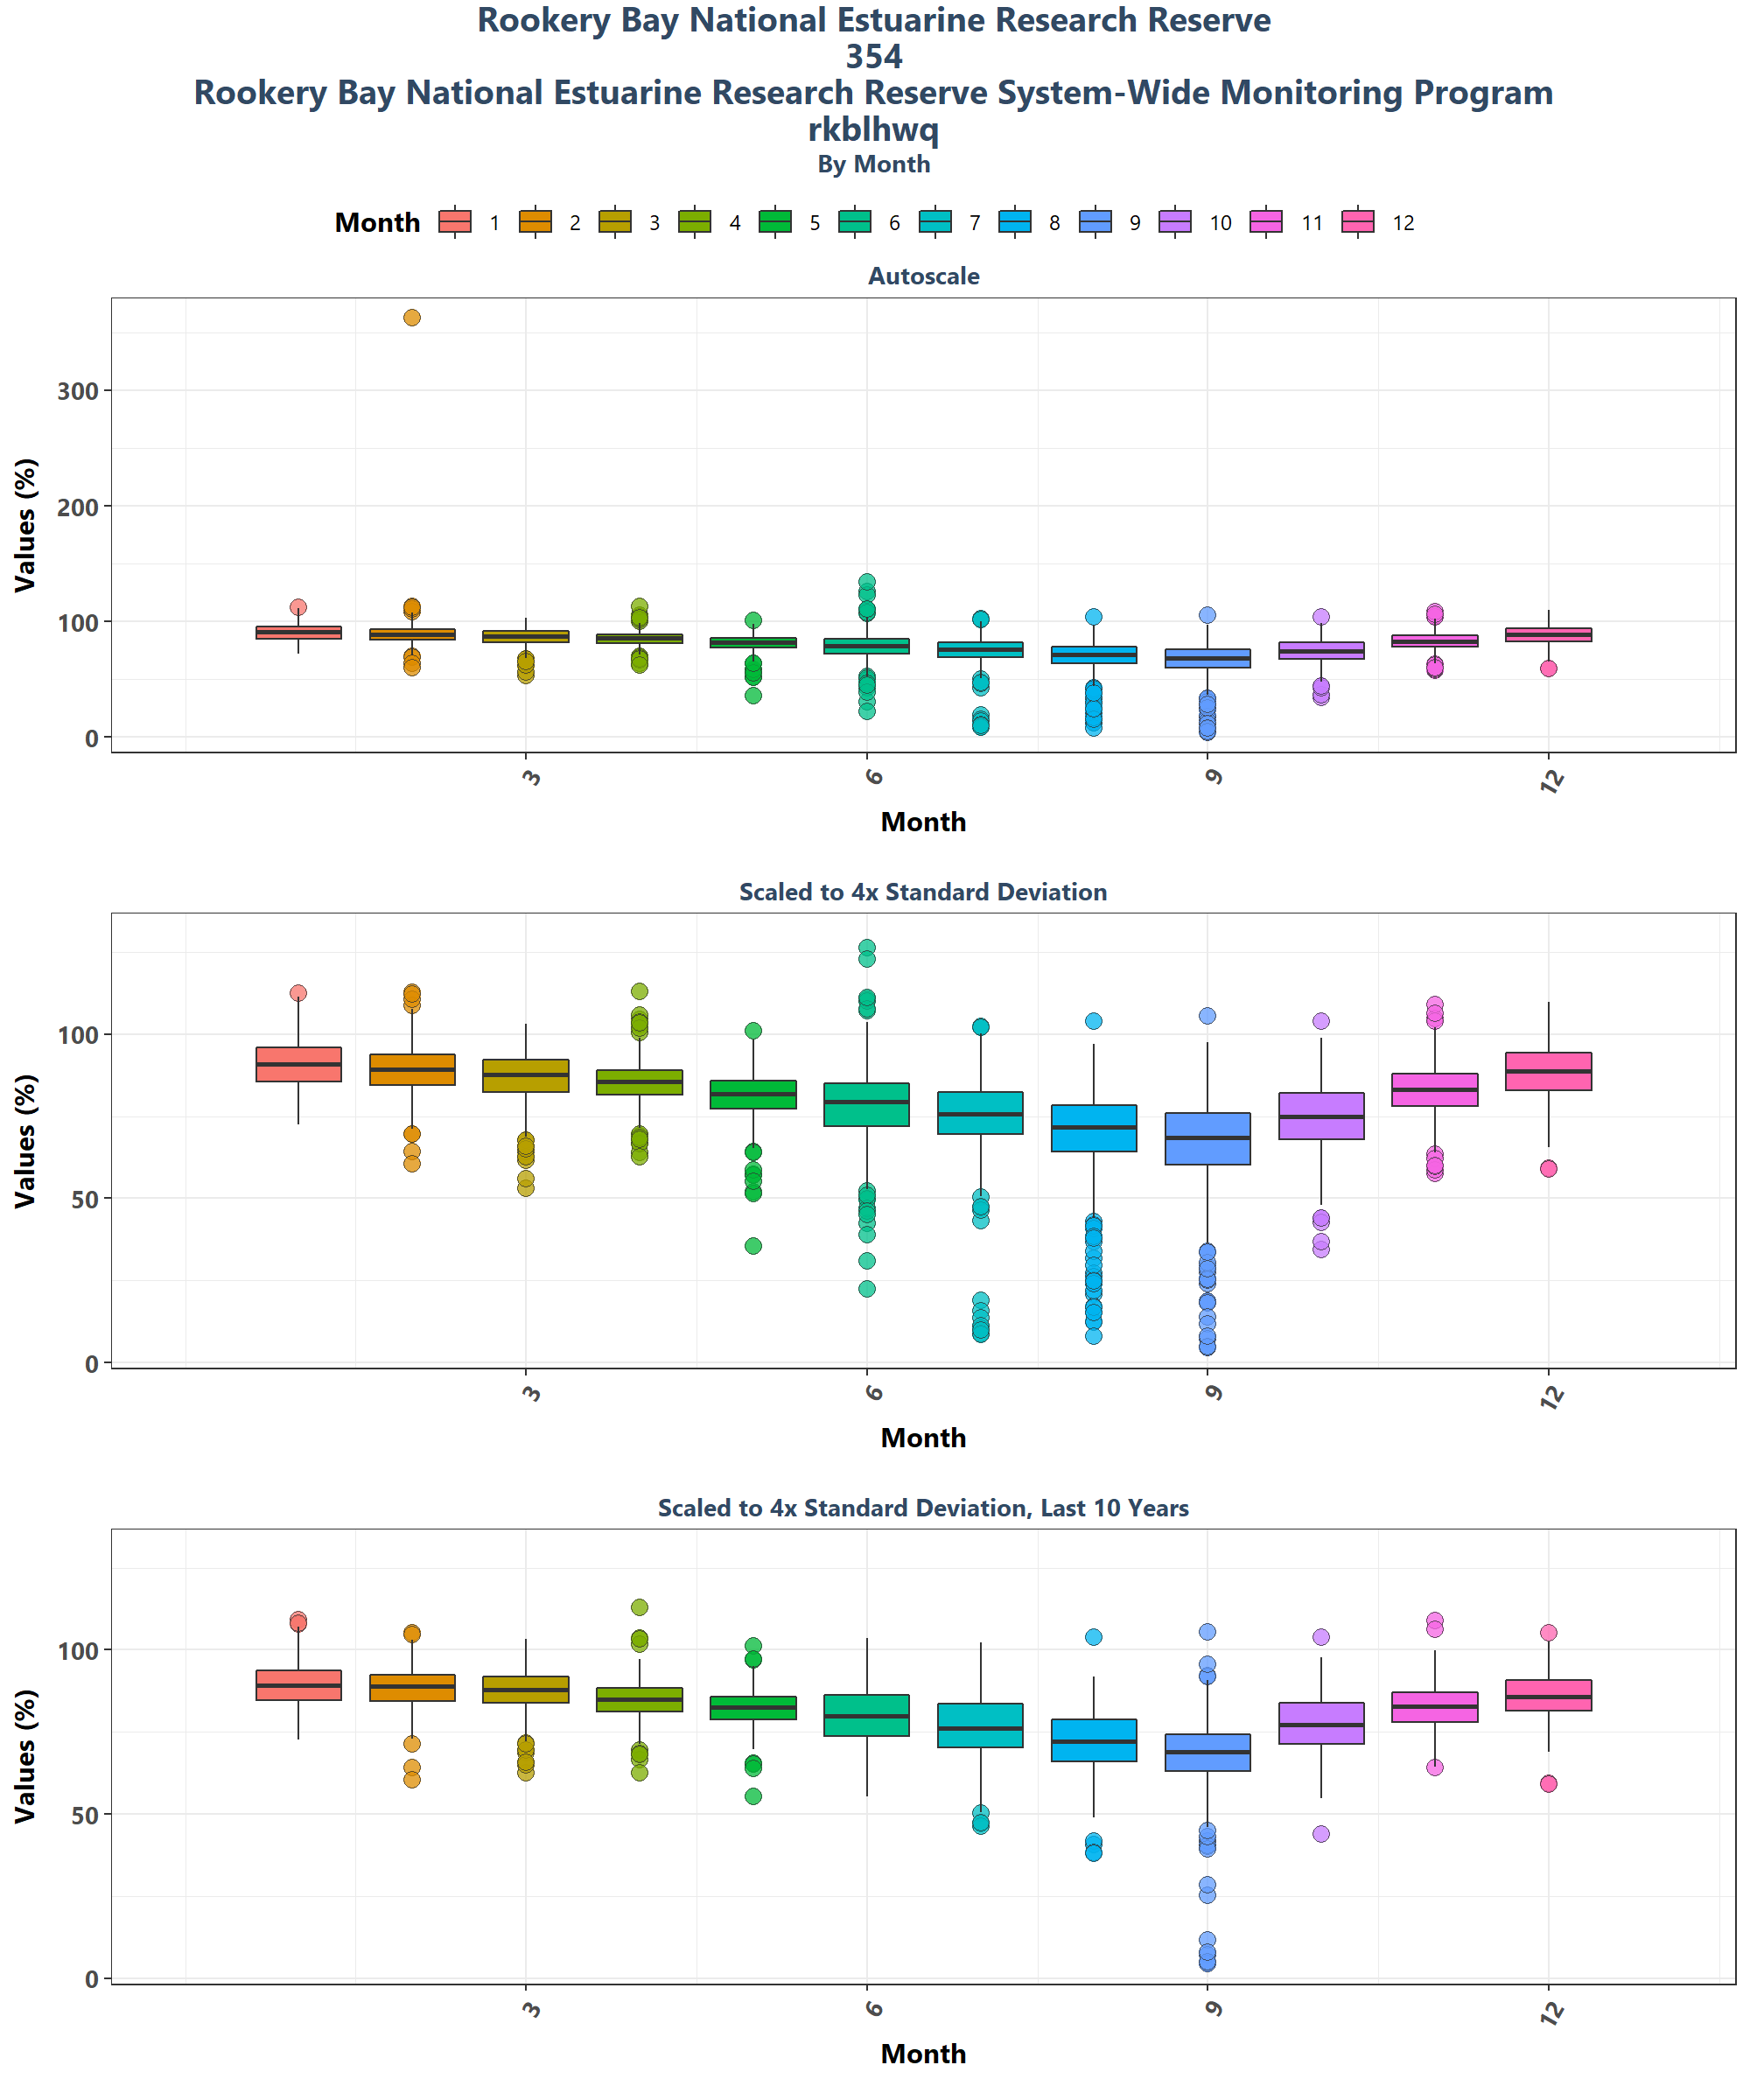 Rookery Bay National Estuarine Research Reserve
354
Rookery Bay National Estuarine Research Reserve System-Wide Monitoring Program
rkblhwq
By Month
Month 1 2 3 4 5 6 7 8 9 10 11 12
Autoscale
Values (%)
300
200
100
0
3 6 9 12
Month
Scaled to 4x Standard Deviation
Values (%)
100
50
0
3 6 9 12
Month
Scaled to 4x Standard Deviation, Last 10 Years
Values (%)
100
50
0
3 6 9 12
Month